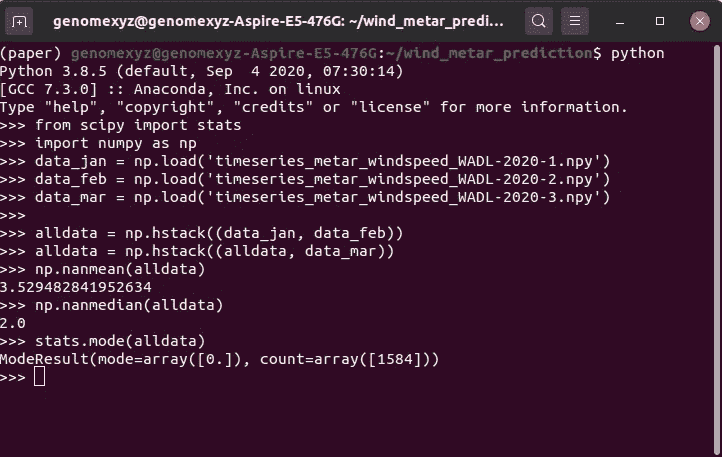 genomexyz@genomexyz-Aspire-E5-476G: ~/wind_metar_predi...
(paper) genomexyz@genomexyz-Aspire-E5-476G:~/wind_metar_prediction$ python
Python 3.8.5 (default, Sep  4 2020, 07:30:14)
[GCC 7.3.0] :: Anaconda, Inc. on linux
Type "help", "copyright", "credits" or "license" for more information.
>>> from scipy import stats
>>> import numpy as np
>>> data_jan = np.load('timeseries_metar_windspeed_WADL-2020-1.npy')
>>> data_feb = np.load('timeseries_metar_windspeed_WADL-2020-2.npy')
>>> data_mar = np.load('timeseries_metar_windspeed_WADL-2020-3.npy')
>>>
>>> alldata = np.hstack((data_jan, data_feb))
>>> alldata = np.hstack((alldata, data_mar))
>>> np.nanmean(alldata)
3.529482841952634
>>> np.nanmedian(alldata)
2.0
>>> stats.mode(alldata)
ModeResult(mode=array([0.]), count=array([1584]))
>>>